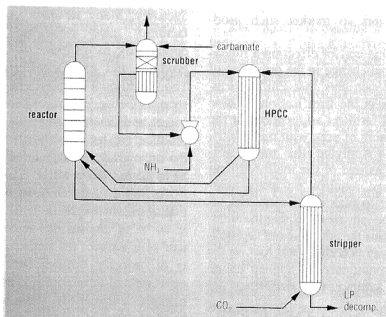 carbamate
scrubber
reactor
HPCC
NH₃
stripper
CO₂
LP
decomp.